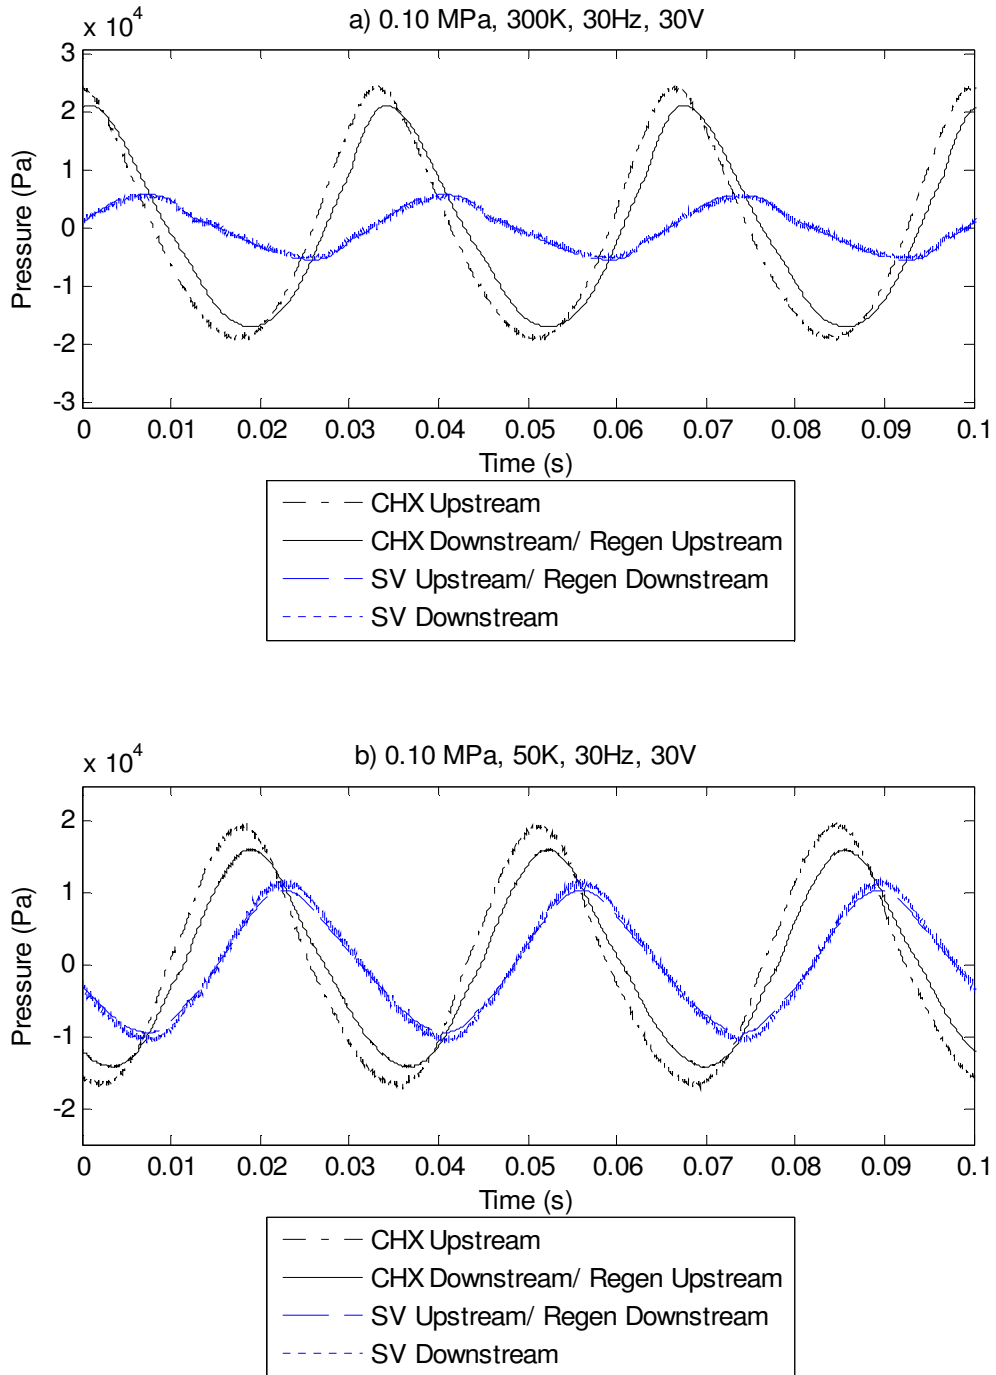 x 10^4
a) 0.10 MPa, 300K, 30Hz, 30V
3
2
1
0
-1
-2
-3
Pressure (Pa)
0 0.01 0.02 0.03 0.04 0.05 0.06 0.07 0.08 0.09 0.1
Time (s)
CHX Upstream
CHX Downstream/ Regen Upstream
SV Upstream/ Regen Downstream
SV Downstream
x 10^4
b) 0.10 MPa, 50K, 30Hz, 30V
2
1
0
-1
-2
Pressure (Pa)
0 0.01 0.02 0.03 0.04 0.05 0.06 0.07 0.08 0.09 0.1
Time (s)
CHX Upstream
CHX Downstream/ Regen Upstream
SV Upstream/ Regen Downstream
SV Downstream